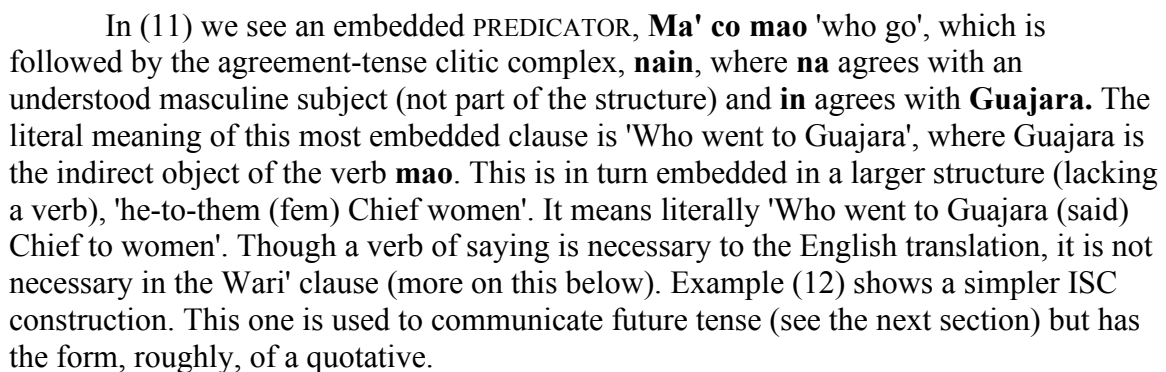 In (11) we see an embedded PREDICATOR, Ma' co mao 'who go', which is
followed by the agreement-tense clitic complex, nain, where na agrees with an
understood masculine subject (not part of the structure) and in agrees with Guajara. The
literal meaning of this most embedded clause is 'Who went to Guajara', where Guajara is
the indirect object of the verb mao. This is in turn embedded in a larger structure (lacking
a verb), 'he-to-them (fem) Chief women'. It means literally 'Who went to Guajara (said)
Chief to women'. Though a verb of saying is necessary to the English translation, it is not
necessary in the Wari' clause (more on this below). Example (12) shows a simpler ISC
construction. This one is used to communicate future tense (see the next section) but has
the form, roughly, of a quotative.